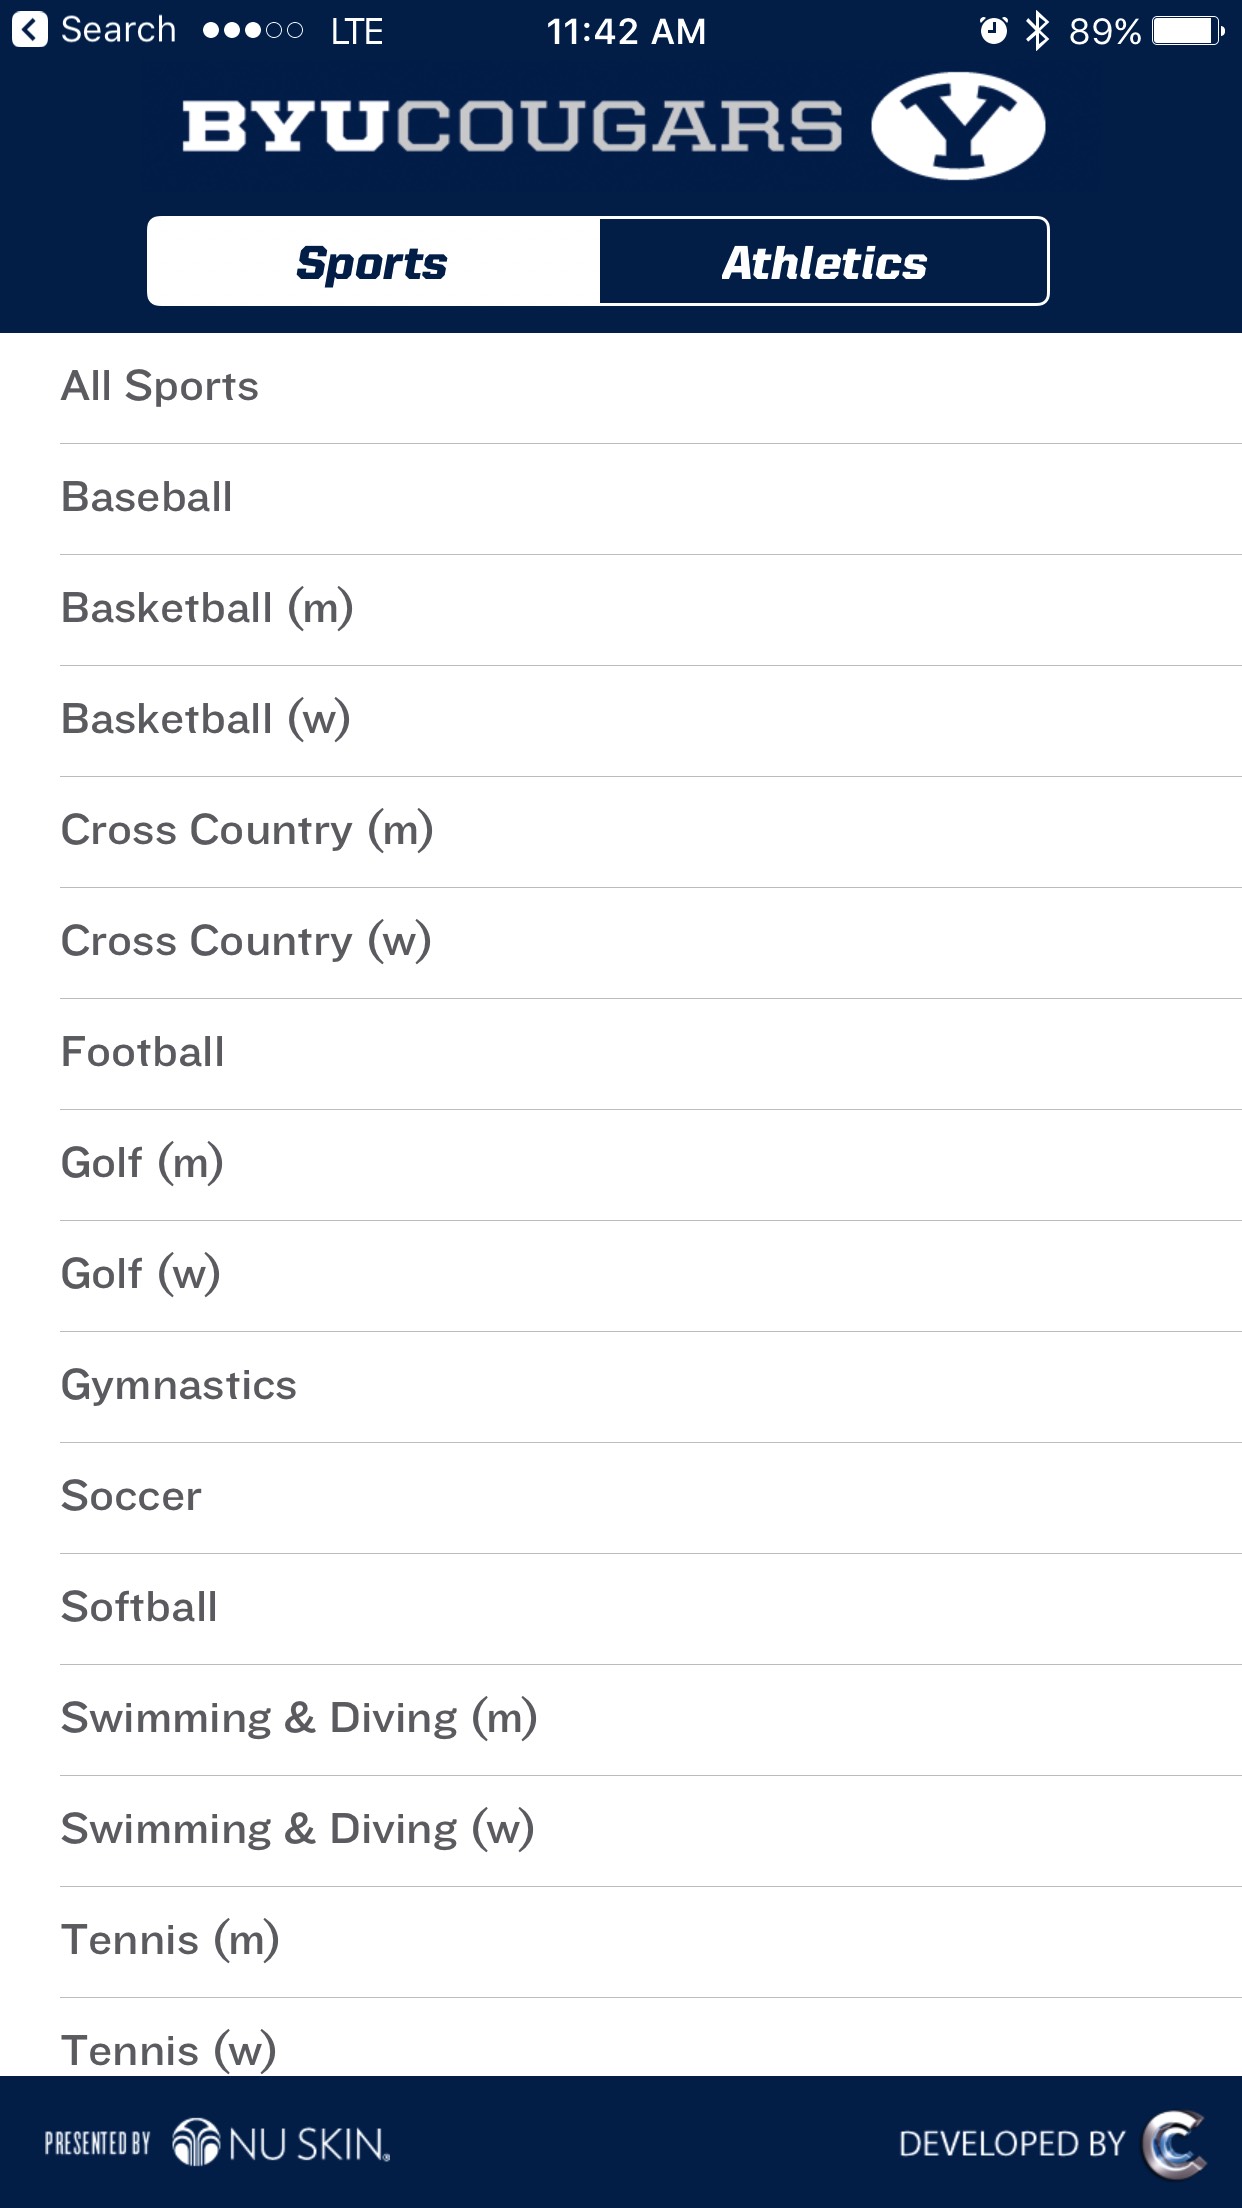 Search LTE 11:42 AM 89%
BYUCOUGARS Y
Sports Athletics
All Sports
Baseball
Basketball (m)
Basketball (w)
Cross Country (m)
Cross Country (w)
Football
Golf (m)
Golf (w)
Gymnastics
Soccer
Softball
Swimming & Diving (m)
Swimming & Diving (w)
Tennis (m)
Tennis (w)
PRESENTED BY NU SKIN® DEVELOPED BY C